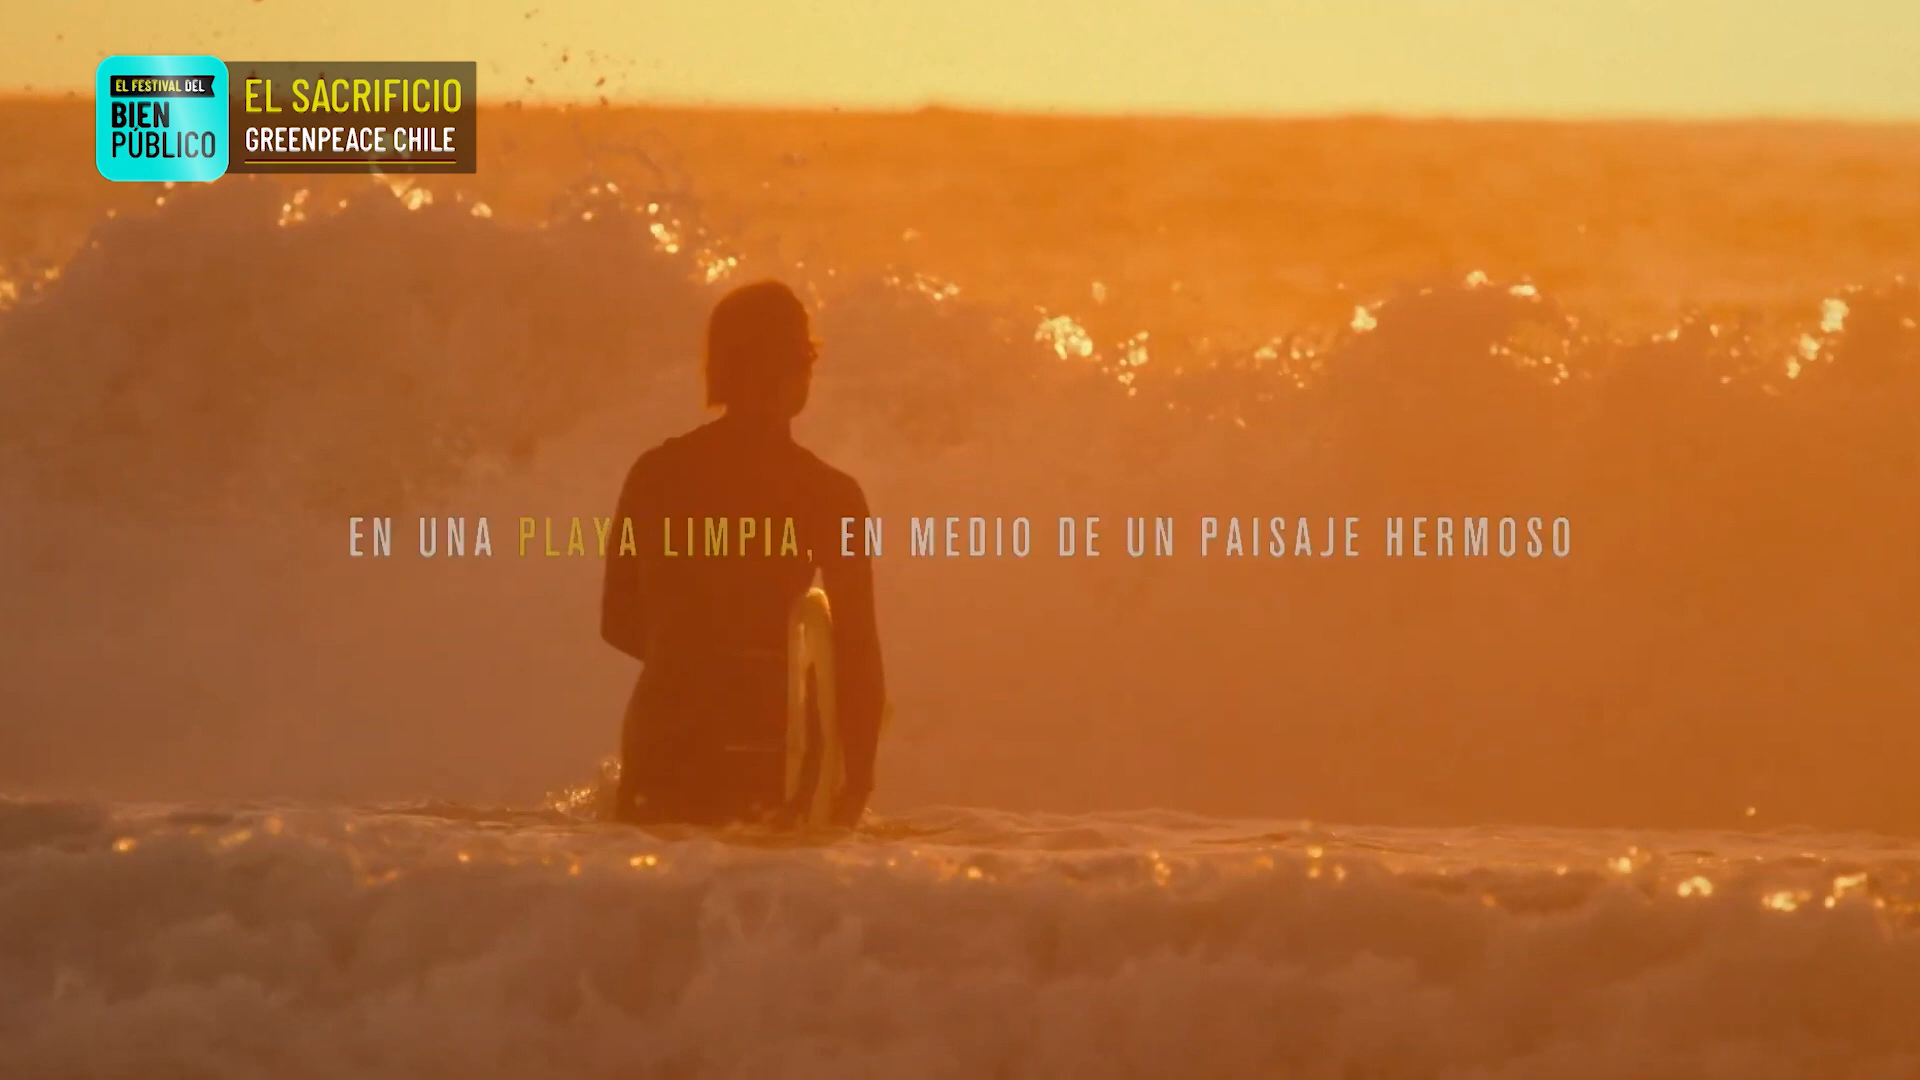 EL FESTIVAL DEL
BIEN
PÚBLICO
EL SACRIFICIO
GREENPEACE CHILE
EN UNA PLAYA LIMPIA, EN MEDIO DE UN PAISAJE HERMOSO